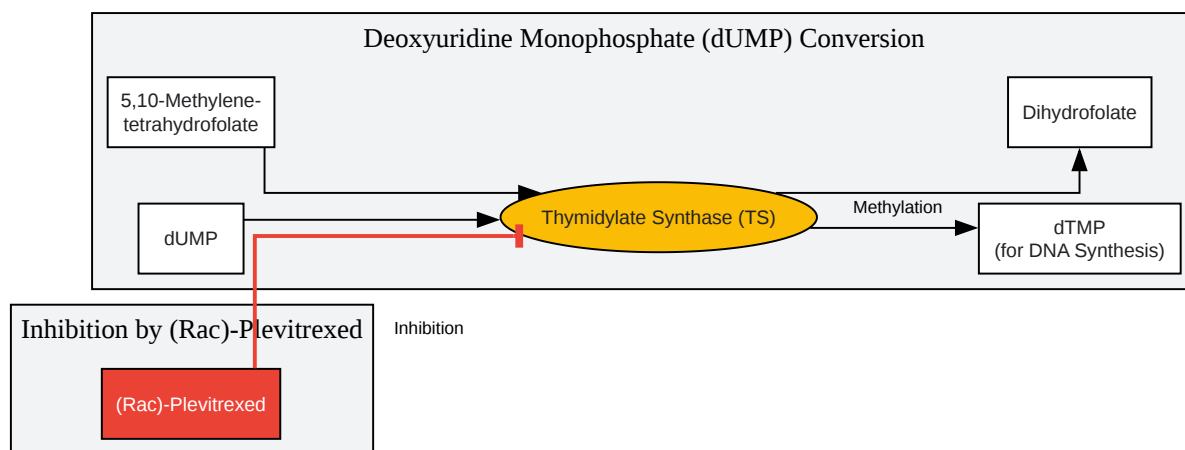 Deoxyuridine Monophosphate (dUMP) Conversion
5,10-Methylene-
tetrahydrofolate
Dihydrofolate
Thymidylate Synthase (TS)
Methylation
dUMP
dTMP
(for DNA Synthesis)
Inhibition by (Rac)-Plevitrexed
Inhibition
(Rac)-Plevitrexed